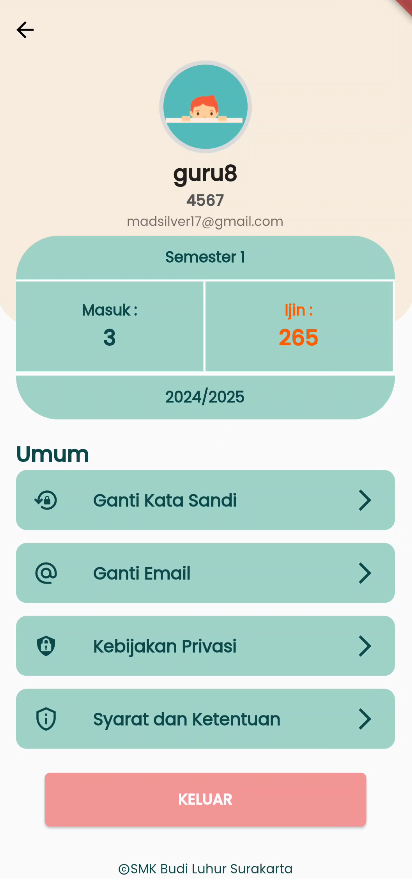 guru8
4567
madsilver17@gmail.com
Semester 1
Masuk :
3
Ijin :
265
2024/2025
Umum
Ganti Kata Sandi
Ganti Email
Kebijakan Privasi
Syarat dan Ketentuan
KELUAR
©SMK Budi Luhur Surakarta